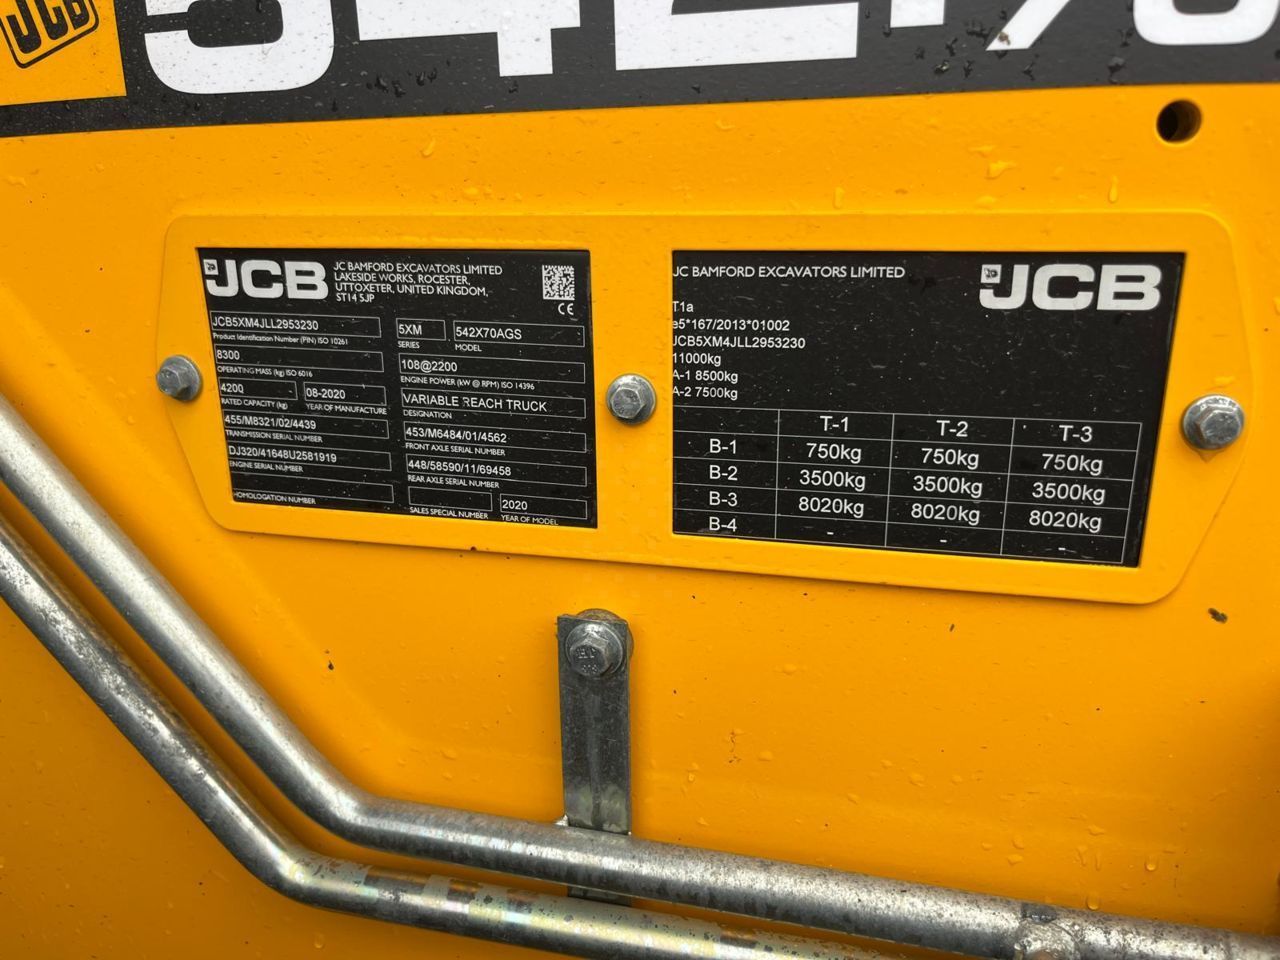 JCB
542-70
JCB
JC BAMFORD EXCAVATORS LIMITED
LAKESIDE WORKS, ROCESTER,
UTTOXETER, UNITED KINGDOM,
ST14 5JP
CE
JCB5XM4JLL2953230
Product Identification Number (PIN) ISO 10261
5XM
SERIES
542X70AGS
MODEL
8300
OPERATING MASS (kg) ISO 6016
108@2200
ENGINE POWER (kW @ RPM) ISO 14396
4200
RATED CAPACITY (kg)
08-2020
YEAR OF MANUFACTURE
VARIABLE REACH TRUCK
DESIGNATION
455/M8321/02/4439
TRANSMISSION SERIAL NUMBER
453/M6484/01/4562
FRONT AXLE SERIAL NUMBER
DJ320/41648U2581919
ENGINE SERIAL NUMBER
448/58590/11/69458
REAR AXLE SERIAL NUMBER
HOMOLOGATION NUMBER
SALES SPECIAL NUMBER
2020
YEAR OF MODEL
JC BAMFORD EXCAVATORS LIMITED
JCB
T1a
e5*167/2013*01002
JCB5XM4JLL2953230
11000kg
A-1 8500kg
A-2 7500kg
T-1 T-2 T-3
B-1 750kg 750kg 750kg
B-2 3500kg 3500kg 3500kg
B-3 8020kg 8020kg 8020kg
B-4 - - -